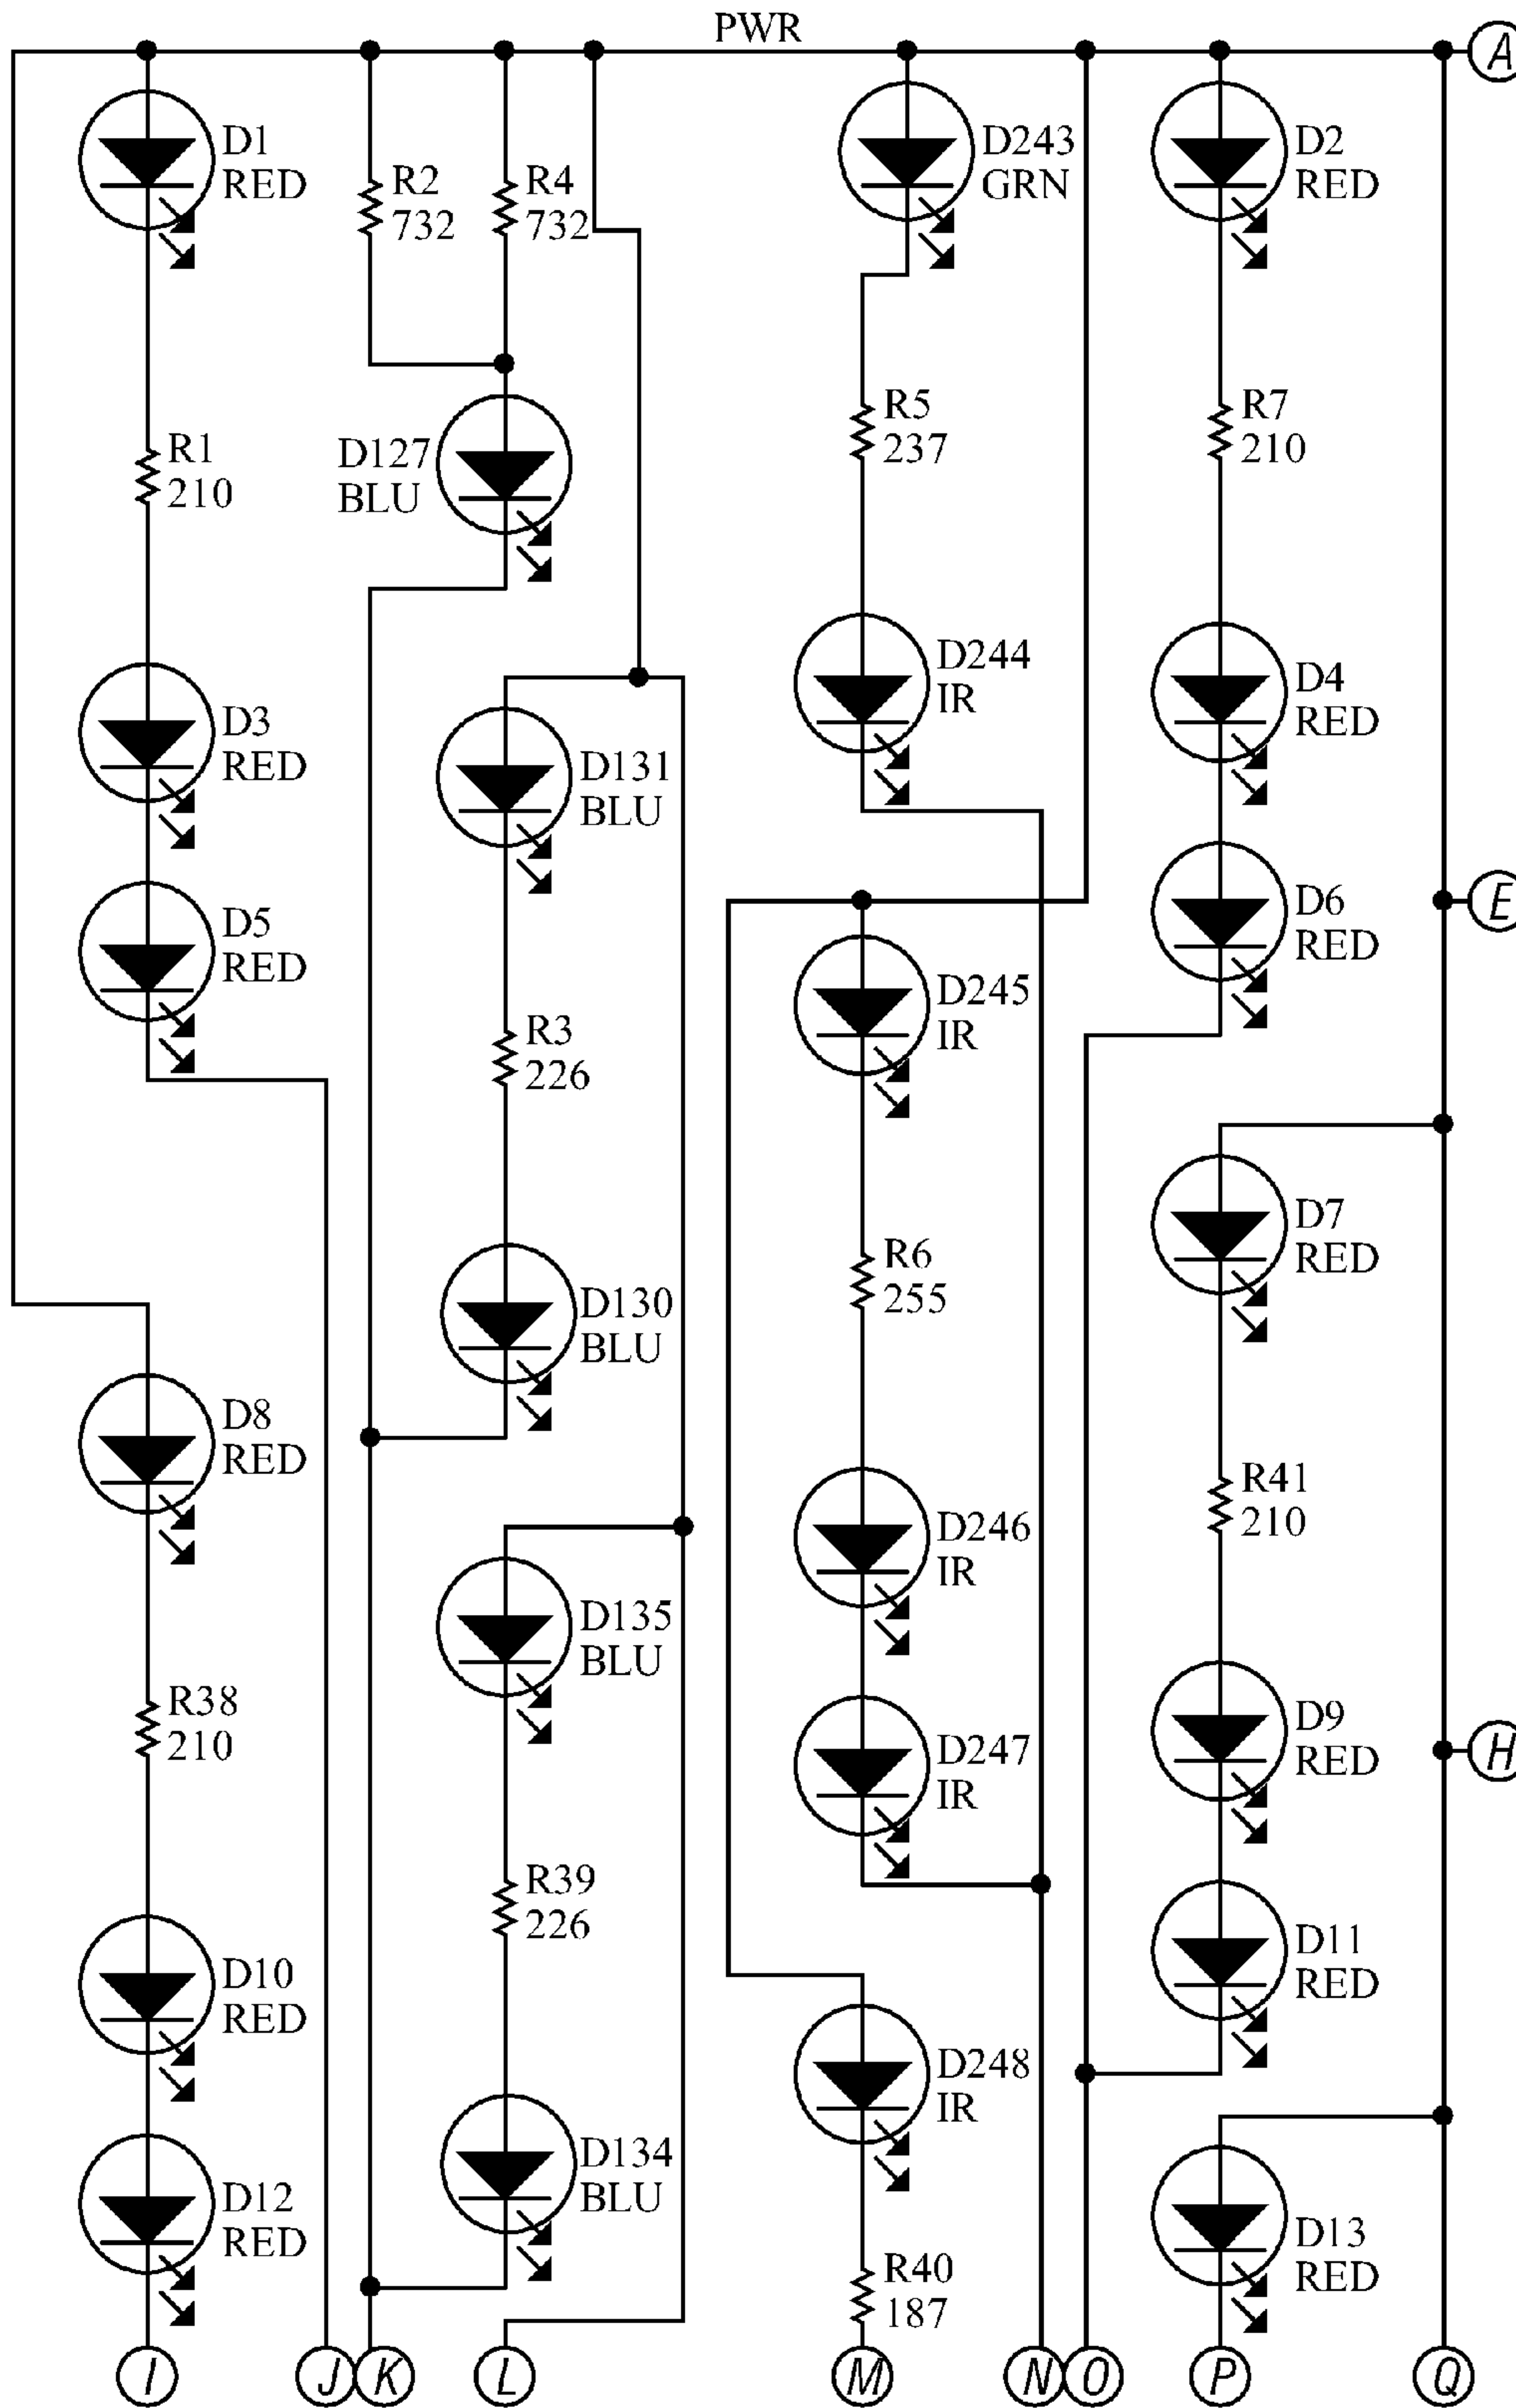 PWR
A
D1
RED
R2
732
R4
732
D243
GRN
D2
RED
R1
210
D127
BLU
R5
237
R7
210
D3
RED
D244
IR
D4
RED
D131
BLU
D5
RED
D6
RED
E
D245
IR
R3
226
D7
RED
R6
255
D130
BLU
D8
RED
R41
210
D246
IR
D135
BLU
R38
210
D9
RED
H
D247
IR
R39
226
D11
RED
D10
RED
D248
IR
D134
BLU
D12
RED
D13
RED
R40
187
I J K L M N O P Q